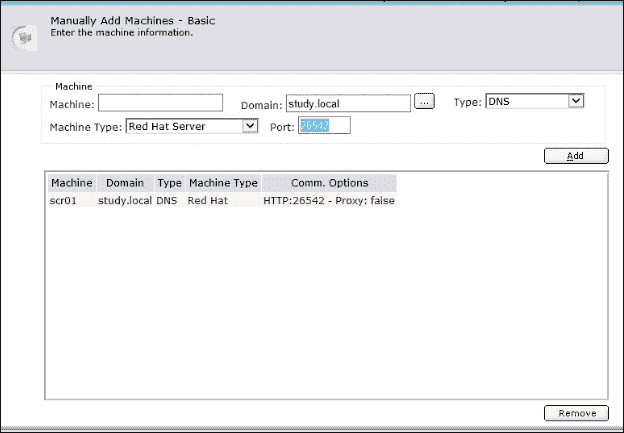 Manually Add Machines - Basic
Enter the machine information.
Machine
Machine: Domain: study.local ... Type: DNS
Machine Type: Red Hat Server Port: 26542
Add
Machine Domain Type Machine Type Comm. Options
scr01 study.local DNS Red Hat HTTP:26542 - Proxy: false
Remove